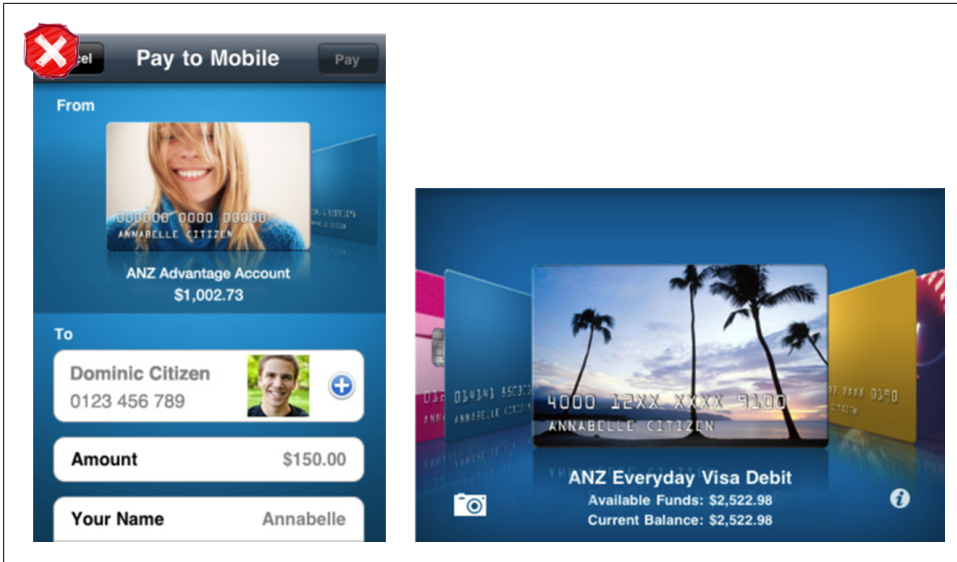 cel Pay to Mobile Pay
From
000000 0000 00000
ANNABELLE CITIZEN
ANZ Advantage Account
$1,002.73
To
Dominic Citizen
0123 456 789
Amount $150.00
Your Name Annabelle
4000 12XX XXXX 9100
ANNABELLE CITIZEN
ANZ Everyday Visa Debit
Available Funds: $2,522.98
Current Balance: $2,522.98
i